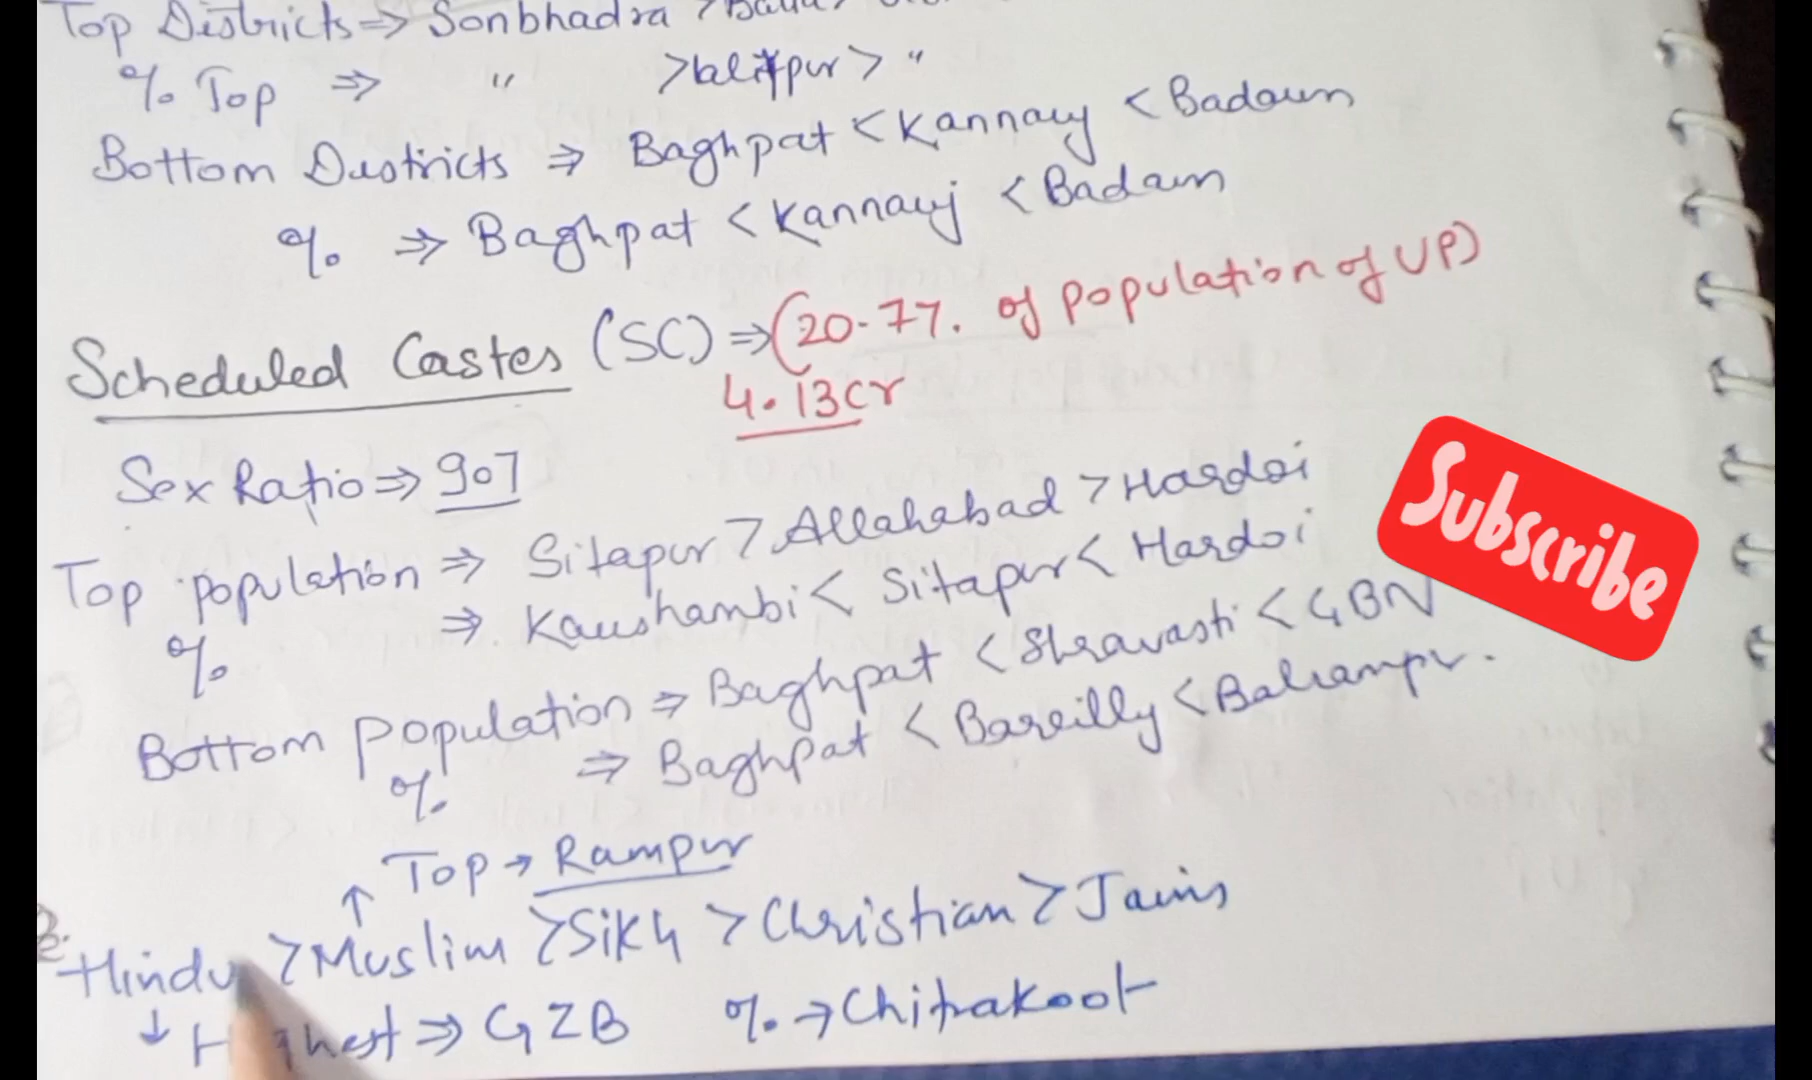 Top Districts ⇒ Sonbhadra >
% Top ⇒ " > lalitpur > "
Bottom Districts ⇒ Baghpat < Kannauj < Badaun
% ⇒ Baghpat < Kannauj < Badaun
Scheduled Castes (SC) ⇒ (20.7%. of population of UP)
4.13cr
Sex Ratio ⇒ 907
Top population ⇒ Sitapur > Allahabad > Hardoi
% ⇒ Kaushambi < Sitapur < Hardoi
Bottom population ⇒ Baghpat < Shravasti < GBN
% ⇒ Baghpat < Bareilly < Balrampur.
↑ Top → Rampur
Hindu > Muslim > Sikh > Christian > Jains
↓ Highest ⇒ GZB % → Chitrakoot
Subscribe